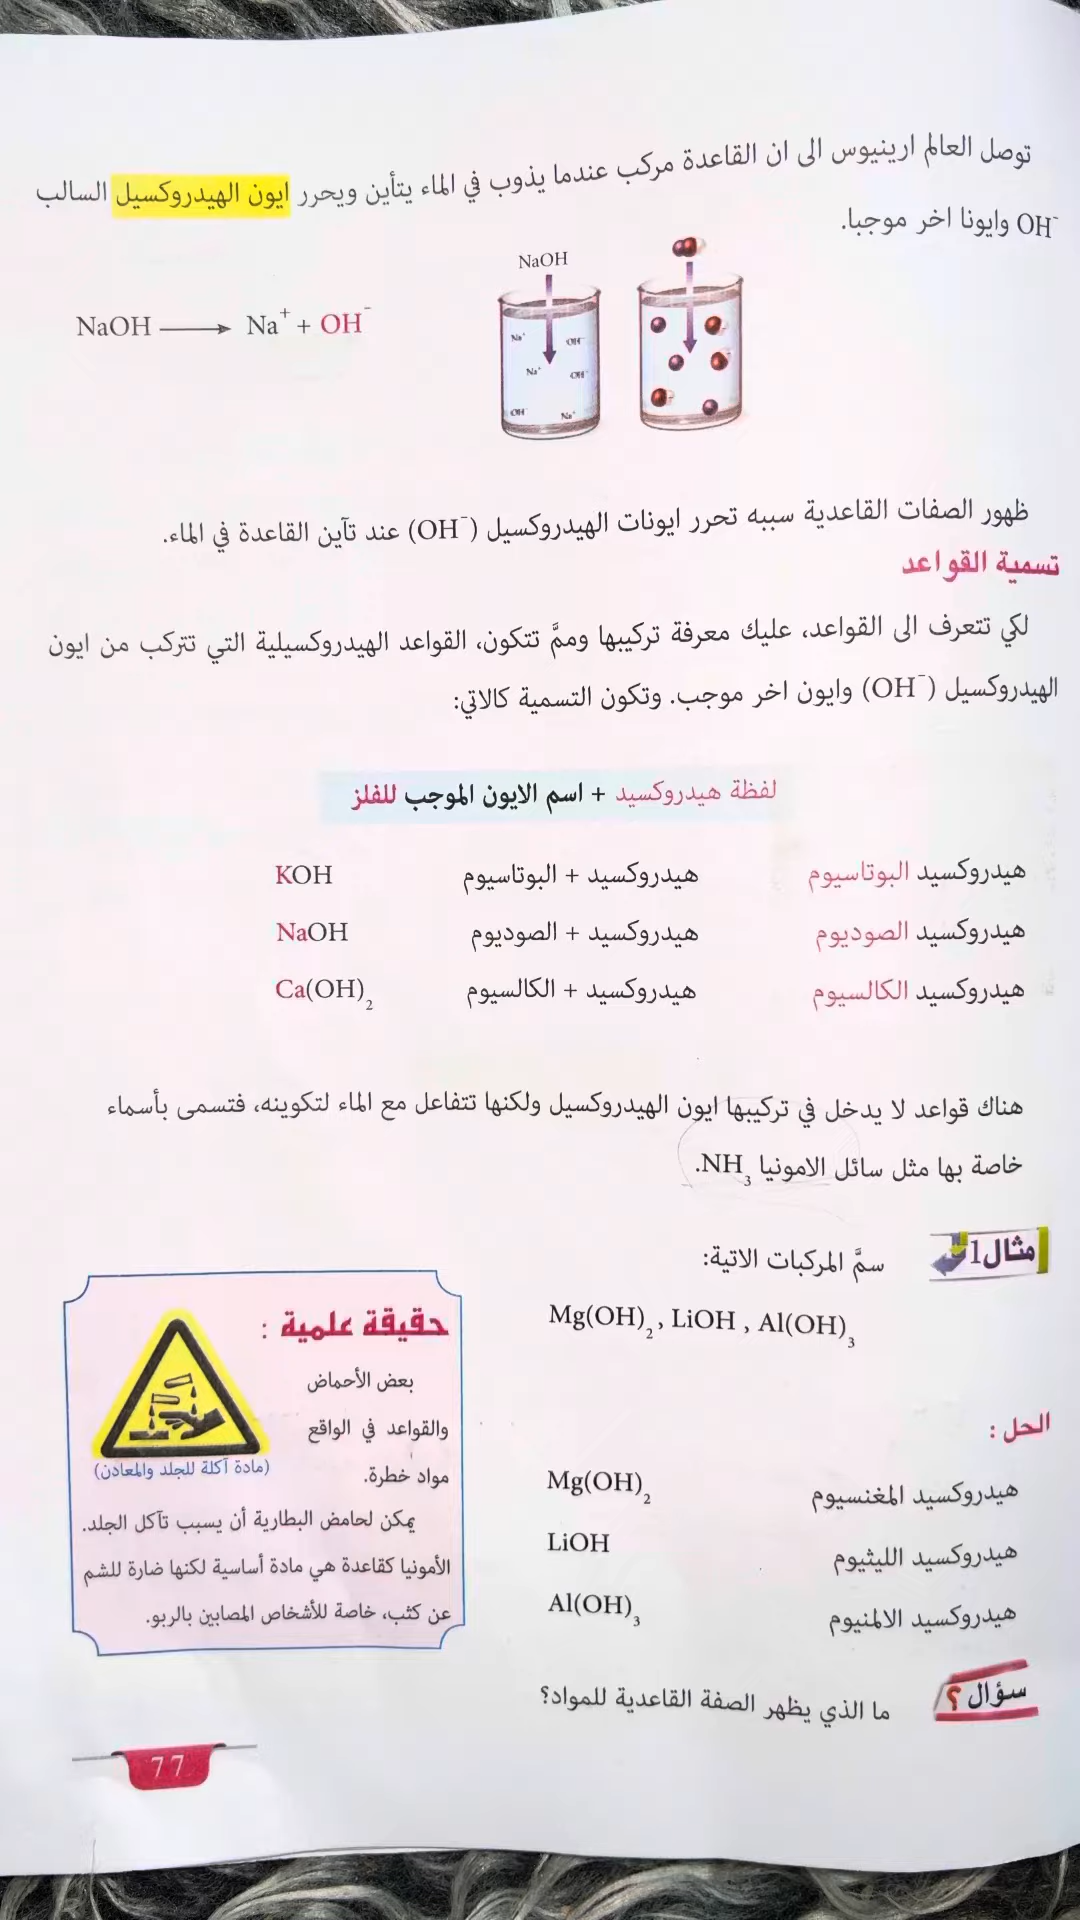 توصل العالم ارينيوس الى ان القاعدة مركب عندما يذوب في الماء يتأين ويحرر ايون الهيدروكسيل السالب
OH⁻ وايونا اخر موجبا.
NaOH
NaOH ⟶ Na⁺ + OH⁻
Na⁺ OH⁻
Na⁺ OH⁻
OH⁻ Na⁺
ظهور الصفات القاعدية سببه تحرر ايونات الهيدروكسيل (OH⁻) عند تآين القاعدة في الماء.
تسمية القواعد
لكي تتعرف الى القواعد، عليك معرفة تركيبها وممَّ تتكون، القواعد الهيدروكسيلية التي تتركب من ايون
الهيدروكسيل (OH⁻) وايون اخر موجب. وتكون التسمية كالاتي:
لفظة هيدروكسيد + اسم الايون الموجب للفلز
هيدروكسيد البوتاسيوم هيدروكسيد + البوتاسيوم KOH
هيدروكسيد الصوديوم هيدروكسيد + الصوديوم NaOH
هيدروكسيد الكالسيوم هيدروكسيد + الكالسيوم Ca(OH)₂
هناك قواعد لا يدخل في تركيبها ايون الهيدروكسيل ولكنها تتفاعل مع الماء لتكوينه، فتسمى بأسماء
خاصة بها مثل سائل الامونيا NH₃.
مثال 1
سمَّ المركبات الاتية:
Mg(OH)₂ , LiOH , Al(OH)₃
الحل :
هيدروكسيد المغنسيوم Mg(OH)₂
هيدروكسيد الليثيوم LiOH
هيدروكسيد الالمنيوم Al(OH)₃
حقيقة علمية :
بعض الأحماض
والقواعد في الواقع
مواد خطرة.
(مادة آكلة للجلد والمعادن)
يمكن لحامض البطارية أن يسبب تآكل الجلد.
الأمونيا كقاعدة هي مادة أساسية لكنها ضارة للشم
عن كثب، خاصة للأشخاص المصابين بالربو.
سؤال ؟
ما الذي يظهر الصفة القاعدية للمواد؟
77